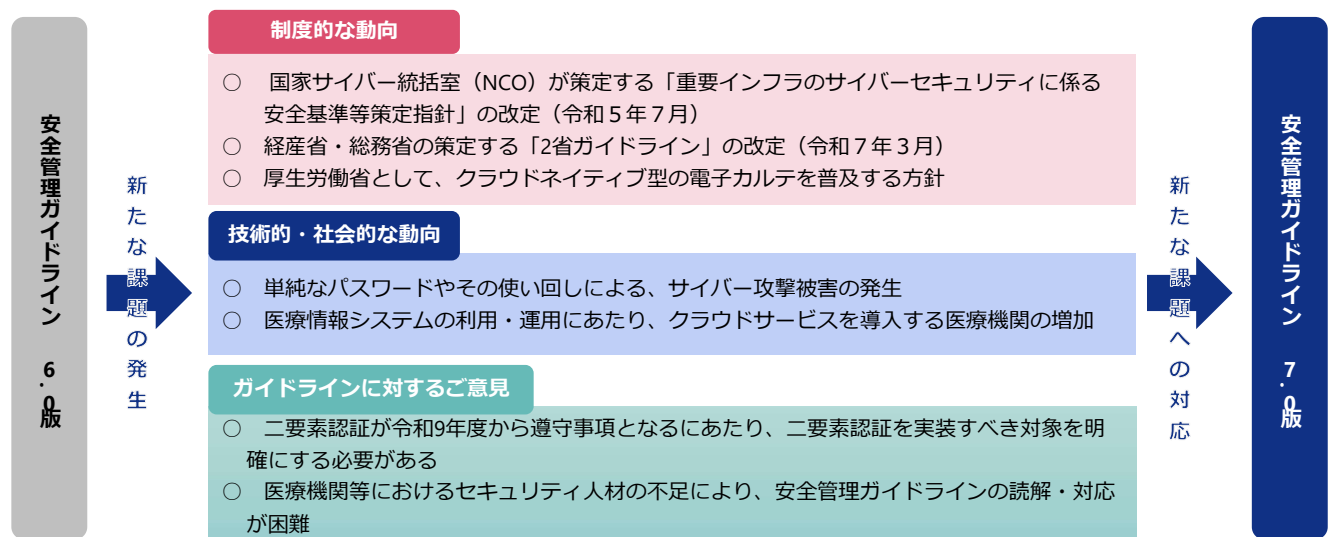 安全管理ガイドライン 6.0版
新たな課題の発生
制度的な動向
○ 国家サイバー統括室（NCO）が策定する「重要インフラのサイバーセキュリティに係る
安全基準等策定指針」の改定（令和５年７月）
○ 経産省・総務省の策定する「2省ガイドライン」の改定（令和７年３月）
○ 厚生労働省として、クラウドネイティブ型の電子カルテを普及する方針
技術的・社会的な動向
○ 単純なパスワードやその使い回しによる、サイバー攻撃被害の発生
○ 医療情報システムの利用・運用にあたり、クラウドサービスを導入する医療機関の増加
ガイドラインに対するご意見
○ 二要素認証が令和9年度から遵守事項となるにあたり、二要素認証を実装すべき対象を明
確にする必要がある
○ 医療機関等におけるセキュリティ人材の不足により、安全管理ガイドラインの読解・対応
が困難
新たな課題への対応
安全管理ガイドライン 7.0版